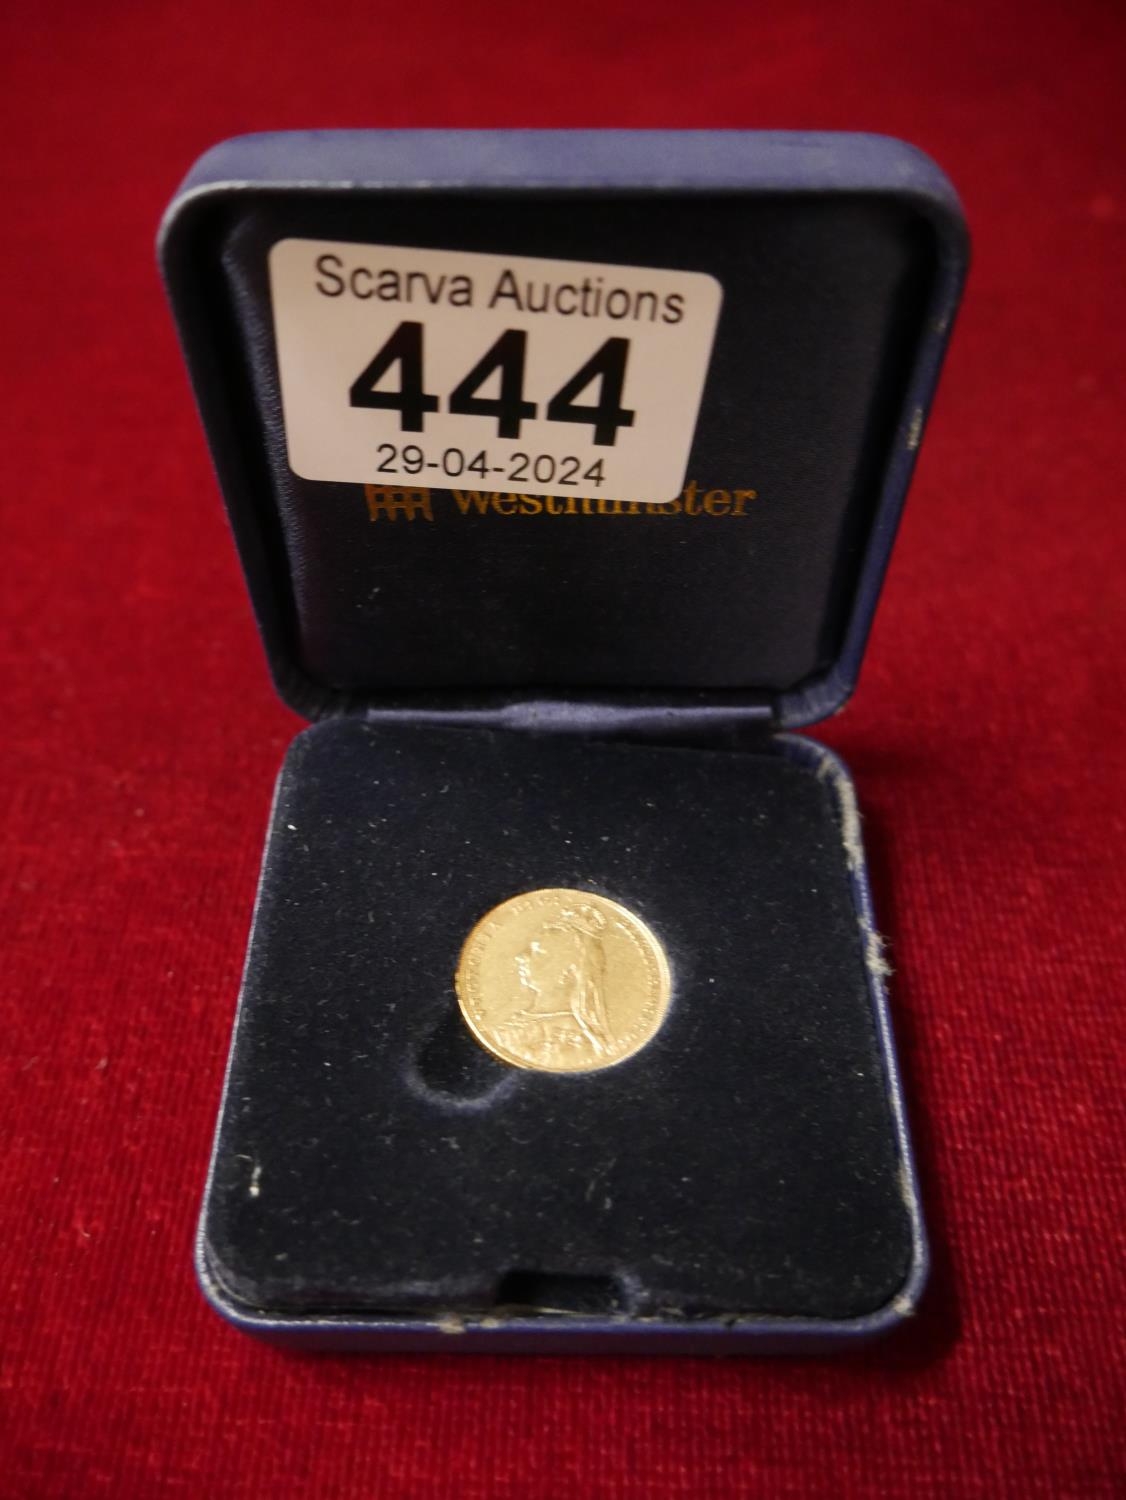 Scarva Auctions
444
29-04-2024
Westminster